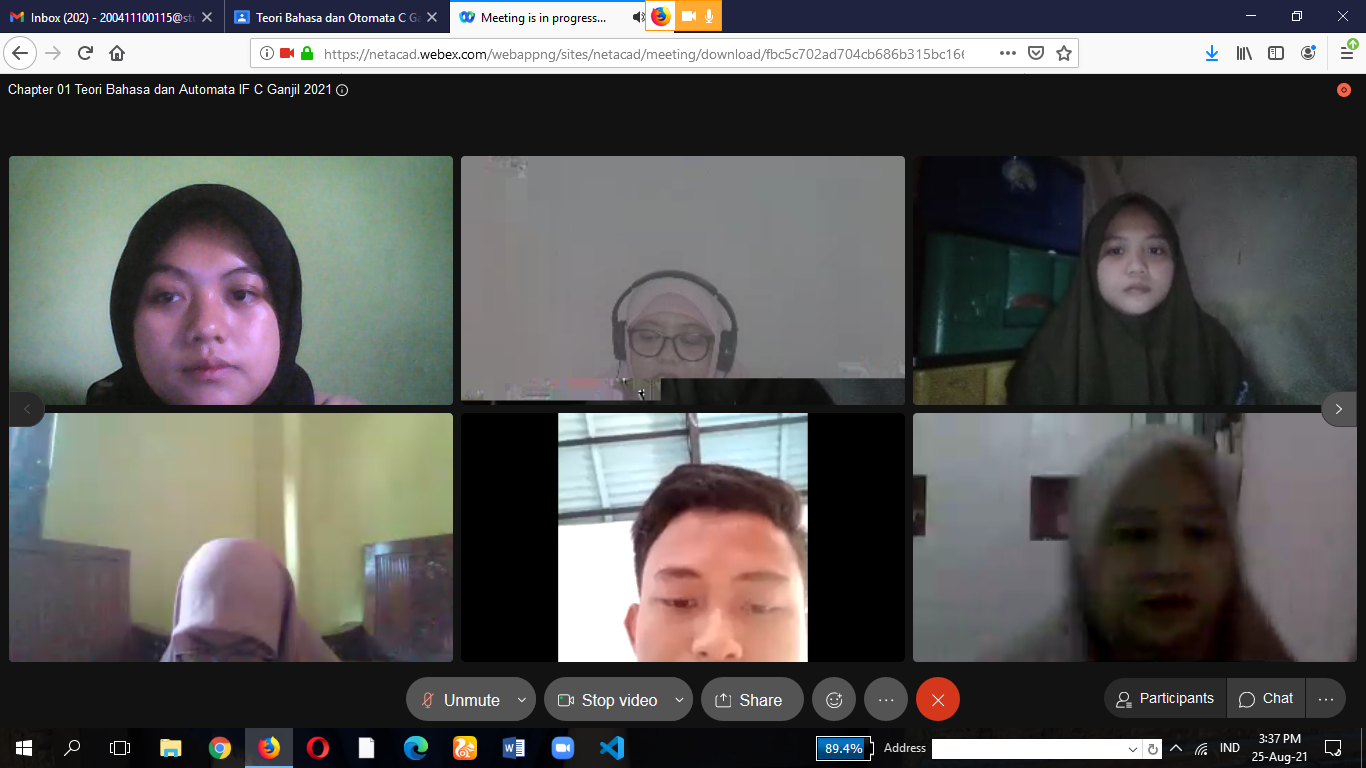 Inbox (202) - 200411100115@st
Teori Bahasa dan Otomata C G
Meeting is in progress...
https://netacad.webex.com/webappng/sites/netacad/meeting/download/fbc5c702ad704cb686b315bc16
Chapter 01 Teori Bahasa dan Automata IF C Ganjil 2021
Unmute
Stop video
Share
Participants
Chat
89.4%
Address
IND
3:37 PM
25-Aug-21